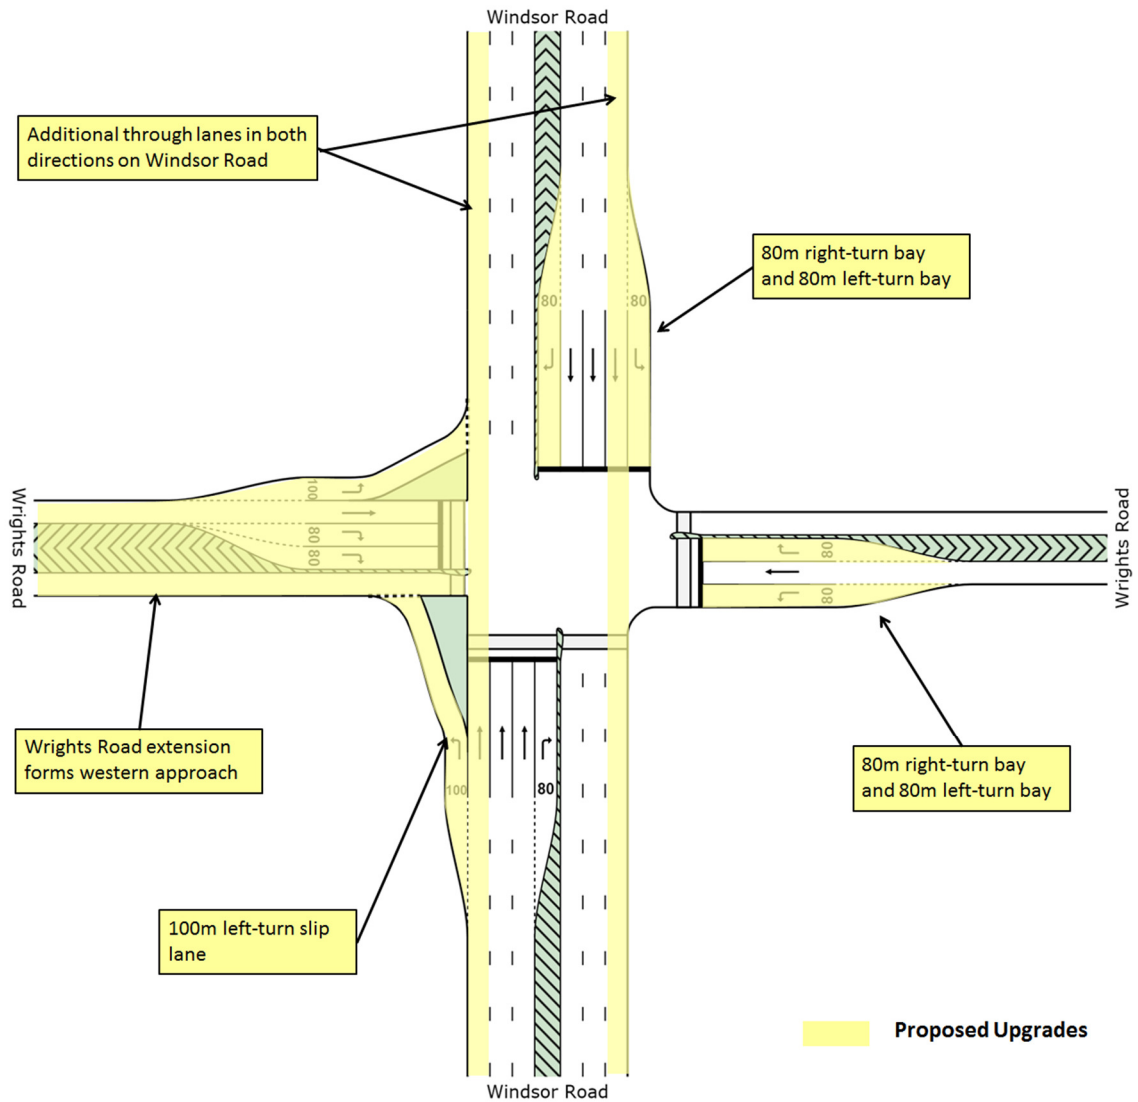 Windsor Road
Additional through lanes in both
directions on Windsor Road
80m right-turn bay
and 80m left-turn bay
80
80
Wrights Road
100
80
80
Wrights Road
80
80
Wrights Road extension
forms western approach
100
80
80m right-turn bay
and 80m left-turn bay
100m left-turn slip
lane
Proposed Upgrades
Windsor Road